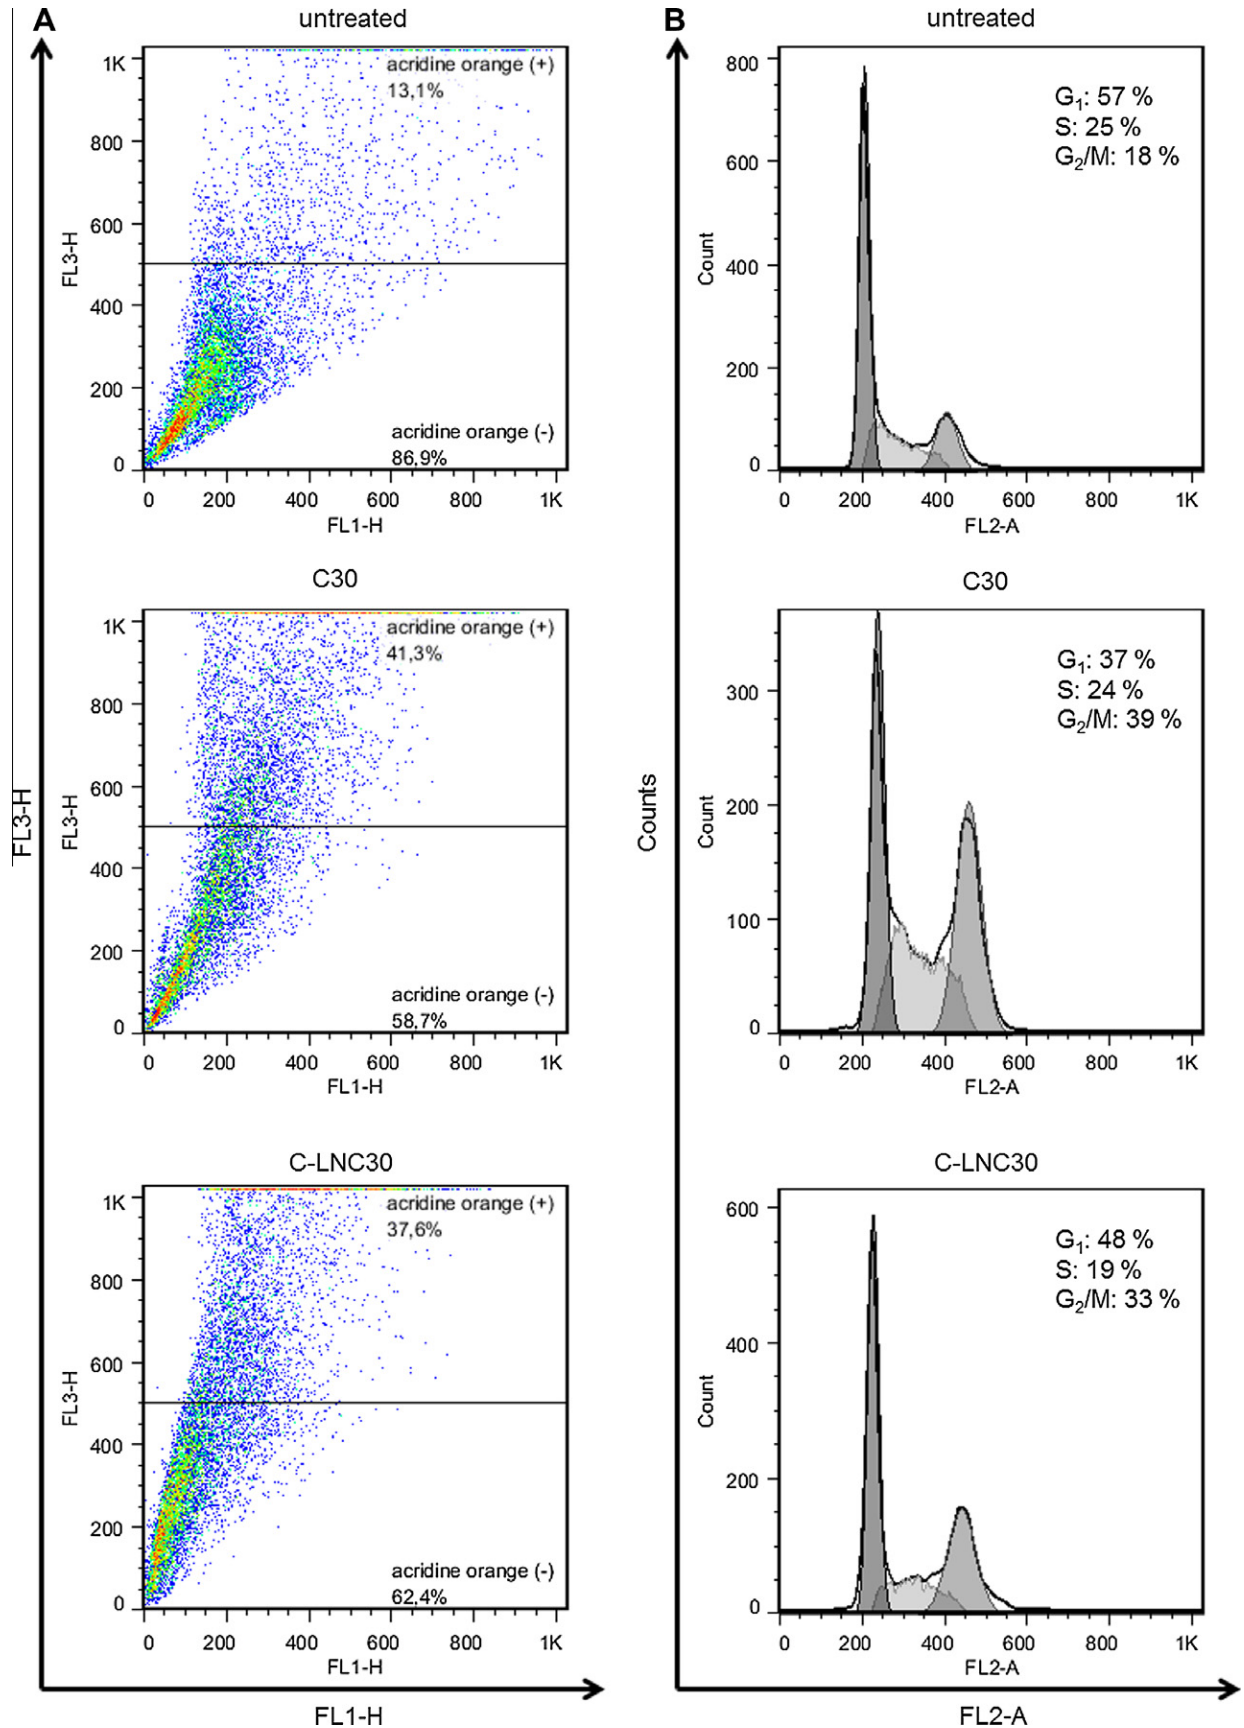 A
untreated
acridine orange (+)
13,1%
1K
800
600
400
200
0
FL3-H
acridine orange (-)
86,9%
0 200 400 600 800 1K
FL1-H
C30
acridine orange (+)
41,3%
1K
800
600
400
200
0
FL3-H
acridine orange (-)
58,7%
0 200 400 600 800 1K
FL1-H
C-LNC30
acridine orange (+)
37,6%
1K
800
600
400
200
0
FL3-H
acridine orange (-)
62,4%
0 200 400 600 800 1K
FL1-H
FL3-H
FL1-H
B
untreated
800
600
400
200
0
Count
G1: 57 %
S: 25 %
G2/M: 18 %
0 200 400 600 800 1K
FL2-A
C30
300
200
100
0
Count
G1: 37 %
S: 24 %
G2/M: 39 %
0 200 400 600 800 1K
FL2-A
C-LNC30
600
400
200
0
Count
G1: 48 %
S: 19 %
G2/M: 33 %
0 200 400 600 800 1K
FL2-A
Counts
FL2-A